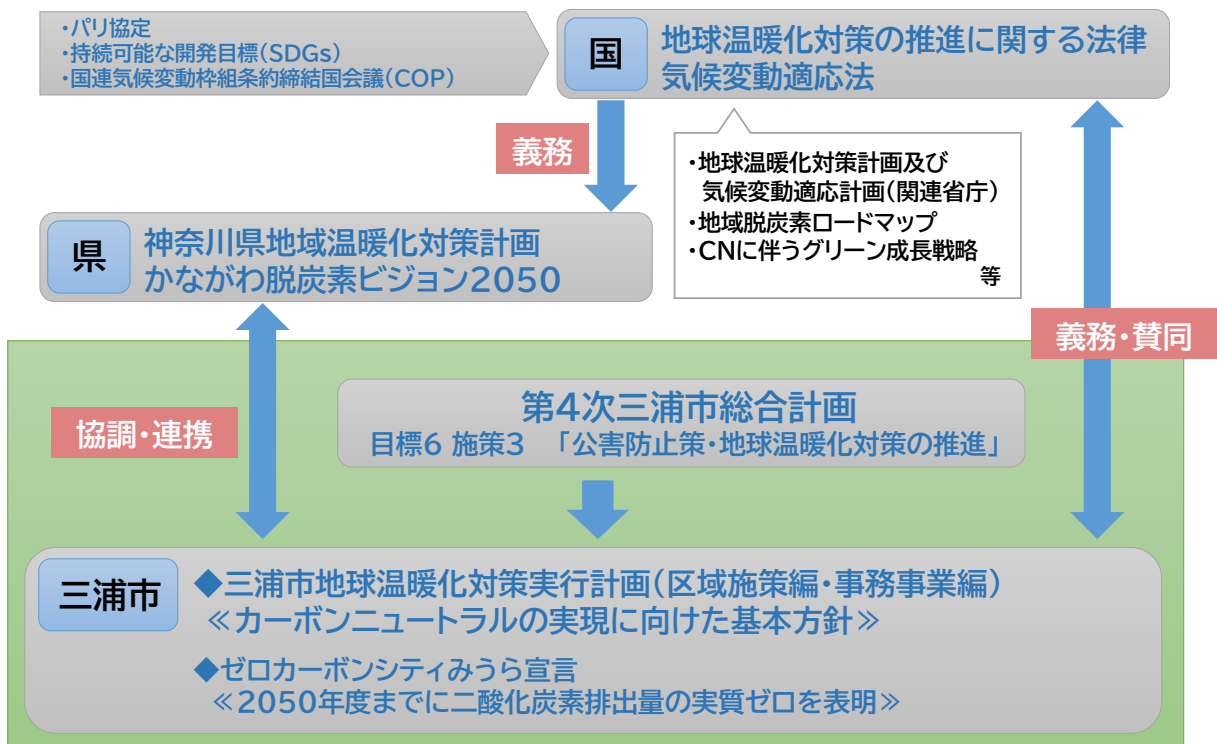 ・パリ協定
・持続可能な開発目標(SDGs)
・国連気候変動枠組条約締結国会議(COP)
国
地球温暖化対策の推進に関する法律
気候変動適応法
義務
・地球温暖化対策計画及び
気候変動適応計画(関連省庁)
・地域脱炭素ロードマップ
・CNに伴うグリーン成長戦略
等
県
神奈川県地域温暖化対策計画
かながわ脱炭素ビジョン2050
義務・賛同
協調・連携
第4次三浦市総合計画
目標6 施策3 「公害防止策・地球温暖化対策の推進」
三浦市
◆三浦市地球温暖化対策実行計画(区域施策編・事務事業編)
≪カーボンニュートラルの実現に向けた基本方針≫
◆ゼロカーボンシティみうら宣言
≪2050年度までに二酸化炭素排出量の実質ゼロを表明≫